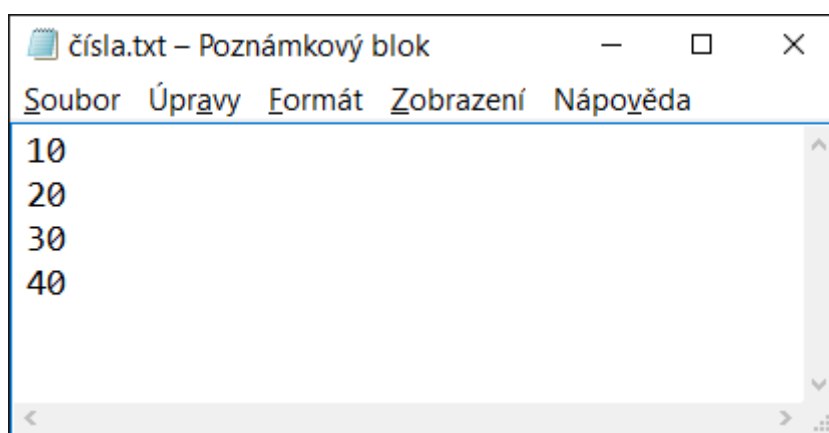 čísla.txt – Poznámkový blok
Soubor Úpravy Formát Zobrazení Nápověda
10
20
30
40